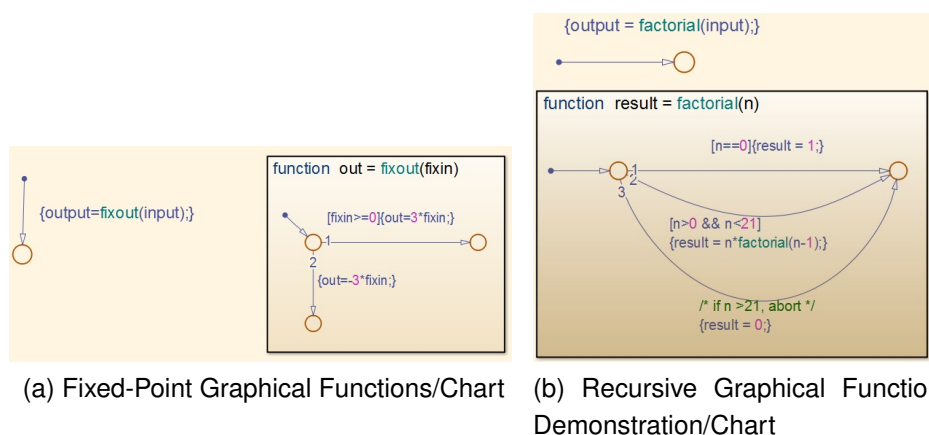 {output=fixout(input);}
function out = fixout(fixin)
[fixin>=0]{out=3*fixin;}
1
2
{out=-3*fixin;}
(a) Fixed-Point Graphical Functions/Chart
{output = factorial(input);}
function result = factorial(n)
[n==0]{result = 1;}
1
2
3
[n>0 && n<21]
{result = n*factorial(n-1);}
/* if n >21, abort */
{result = 0;}
(b) Recursive Graphical Functio
Demonstration/Chart